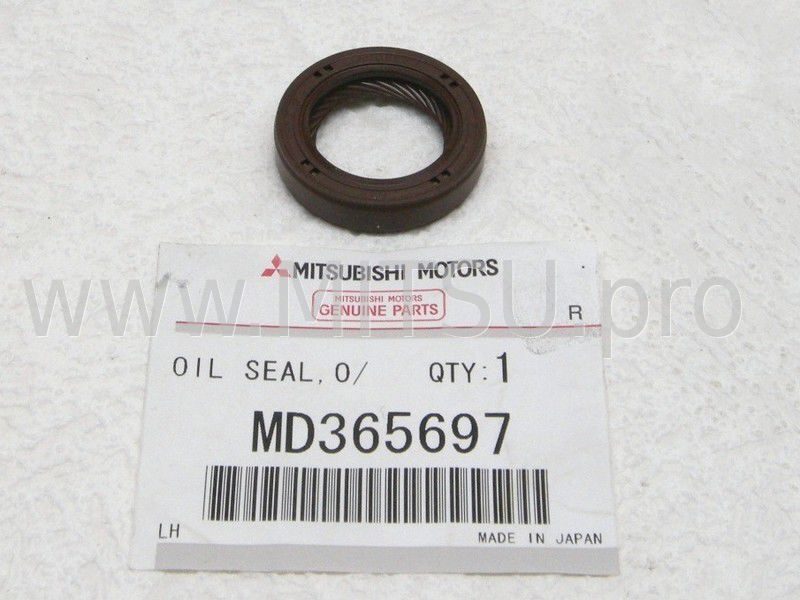 MITSUBISHI MOTORS
MITSUBISHI MOTORS
GENUINE PARTS
R
www.MITSU.pro
OIL SEAL,O/ QTY:1
MD365697
LH MADE IN JAPAN